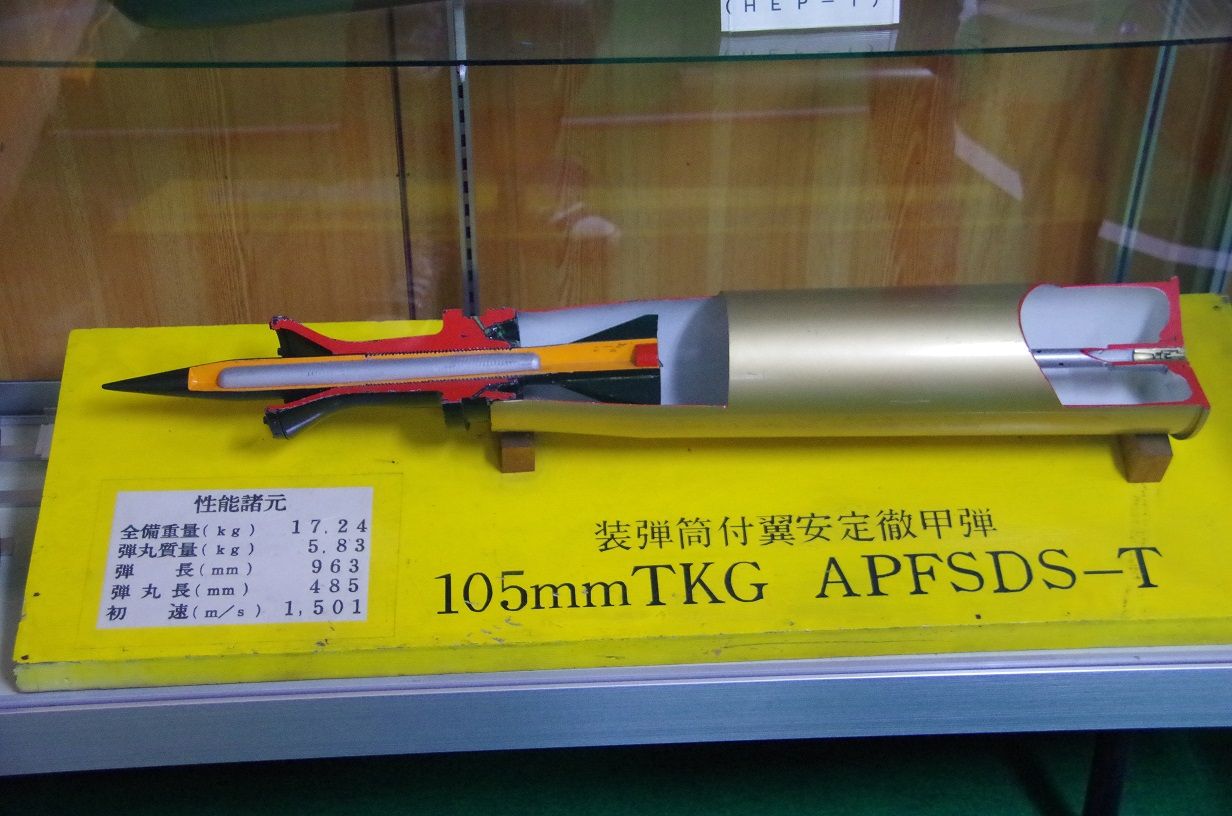 (HEP-T)
性能諸元
全備重量(kg) 17.24
弾丸質量(kg) 5.83
弾　長(mm) 963
弾丸長(mm) 485
初　速(m/s) 1,501
装弾筒付翼安定徹甲弾
105mmTKG APFSDS-T